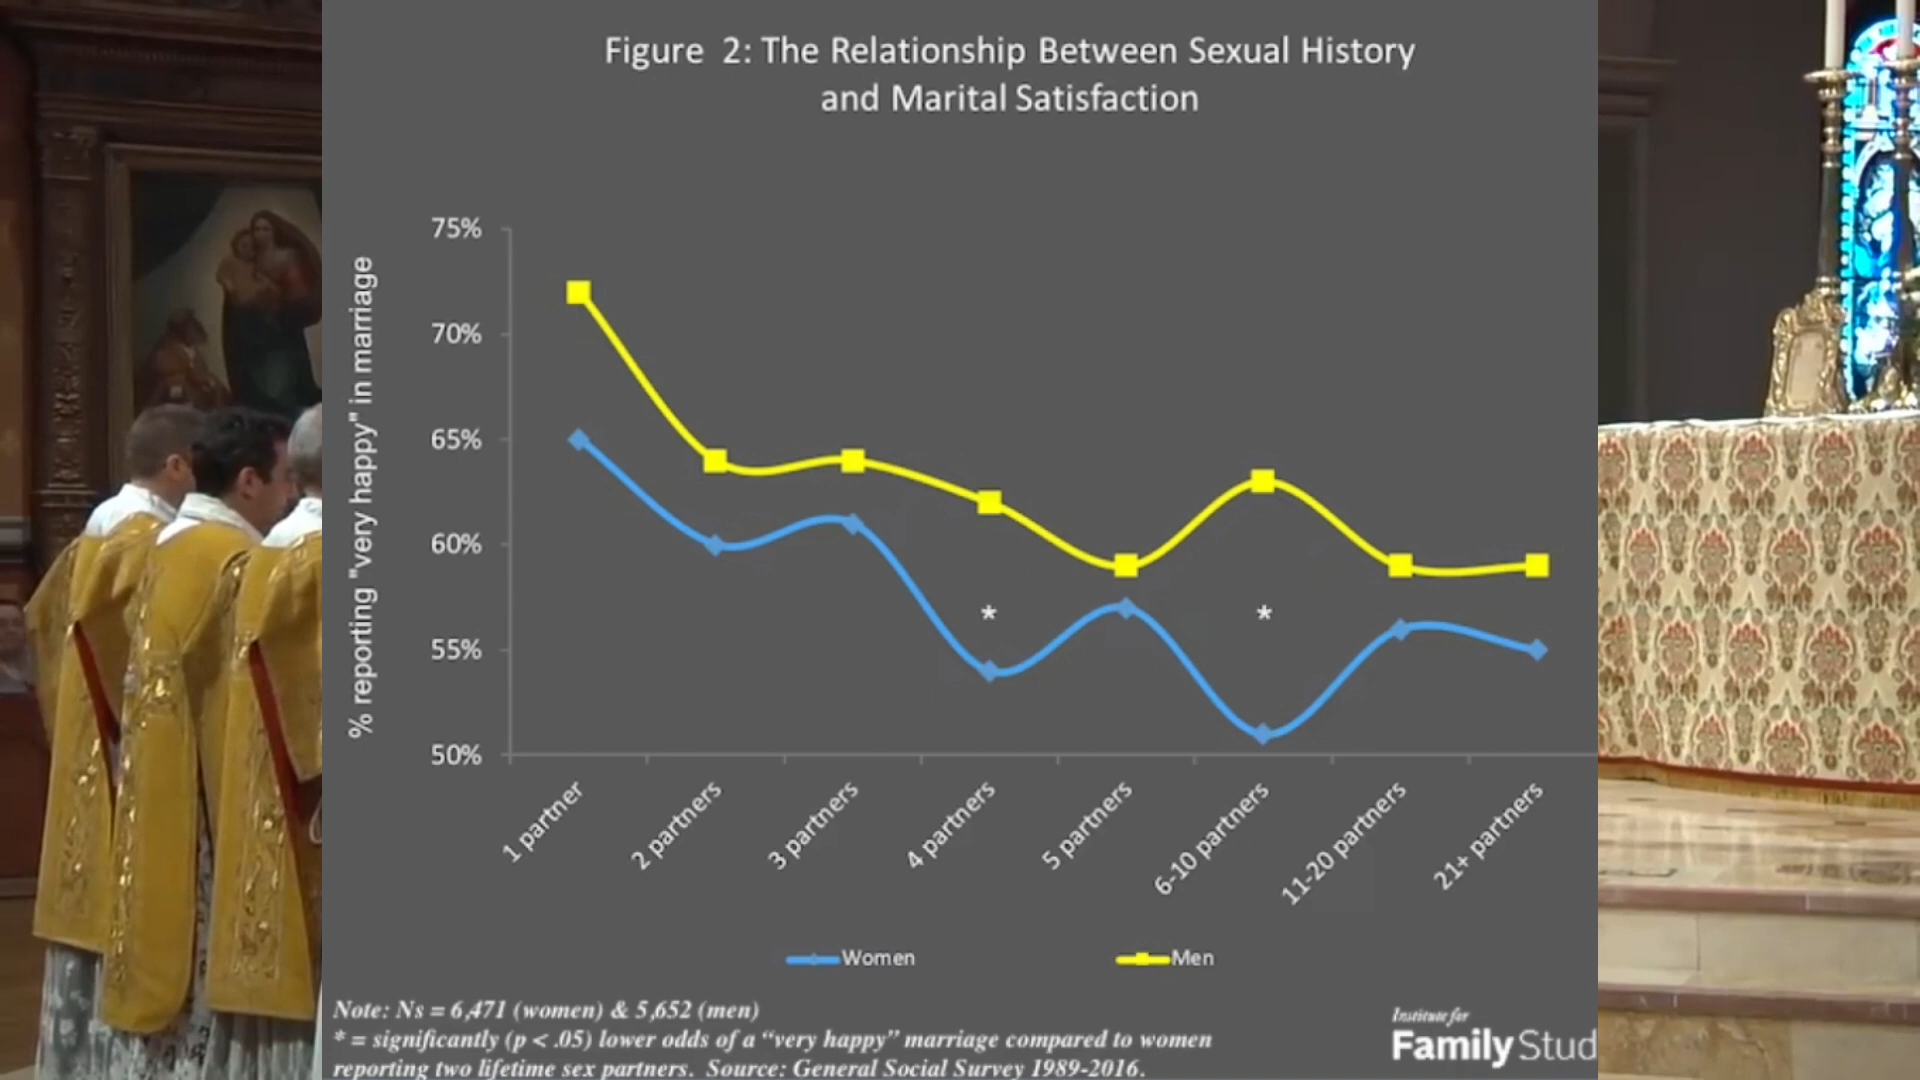 Figure 2: The Relationship Between Sexual History
and Marital Satisfaction
% reporting "very happy" in marriage
75%
70%
65%
60%
55%
50%
1 partner
2 partners
3 partners
4 partners
5 partners
6-10 partners
11-20 partners
21+ partners
*
*
Women
Men
Note: Ns = 6,471 (women) & 5,652 (men)
* = significantly (p < .05) lower odds of a “very happy” marriage compared to women
reporting two lifetime sex partners. Source: General Social Survey 1989-2016.
Institute for
Family Stud